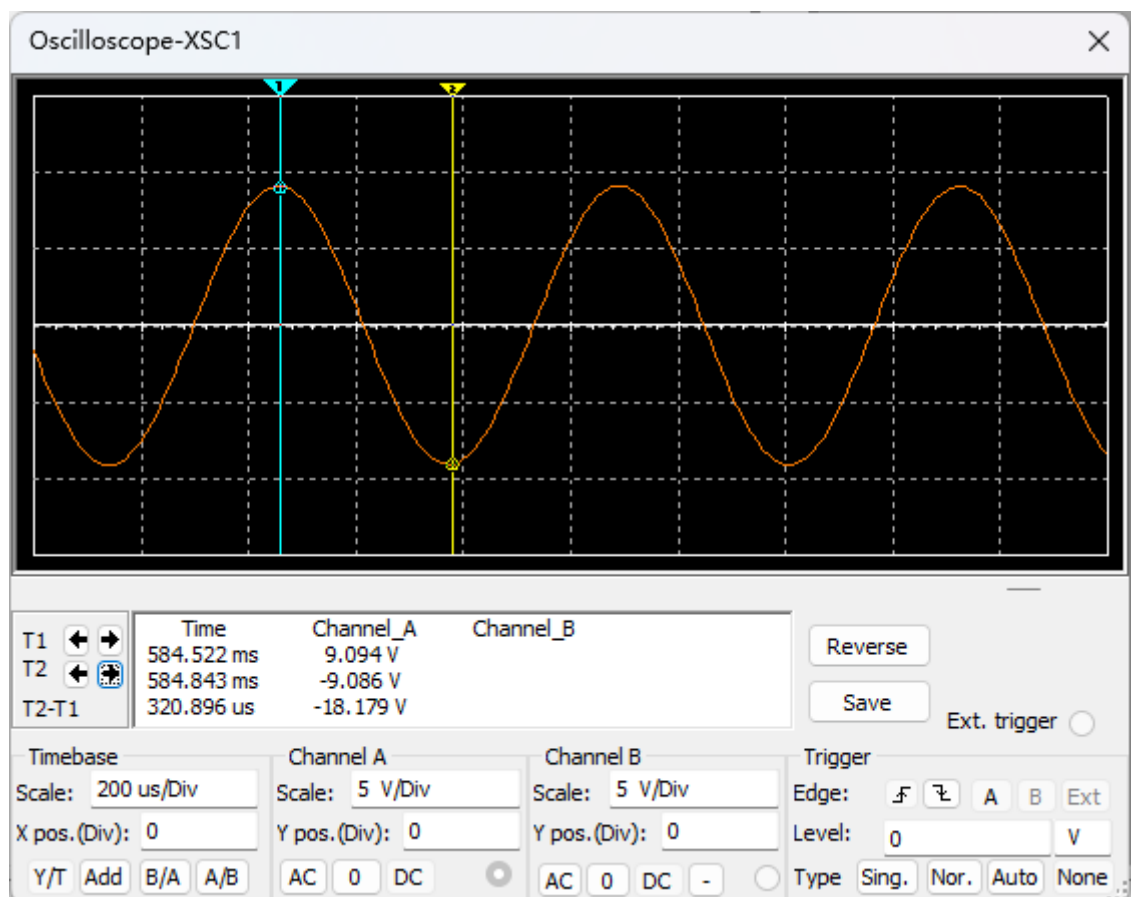 Oscilloscope-XSC1
1 2
Time Channel_A Channel_B
T1 584.522 ms 9.094 V
T2 584.843 ms -9.086 V
T2-T1 320.896 us -18.179 V
Reverse
Save
Ext. trigger
Timebase Channel A Channel B Trigger
Scale: 200 us/Div Scale: 5 V/Div Scale: 5 V/Div Edge: A B Ext
X pos.(Div): 0 Y pos.(Div): 0 Y pos.(Div): 0 Level: 0 V
Y/T Add B/A A/B AC 0 DC AC 0 DC - Type Sing. Nor. Auto None